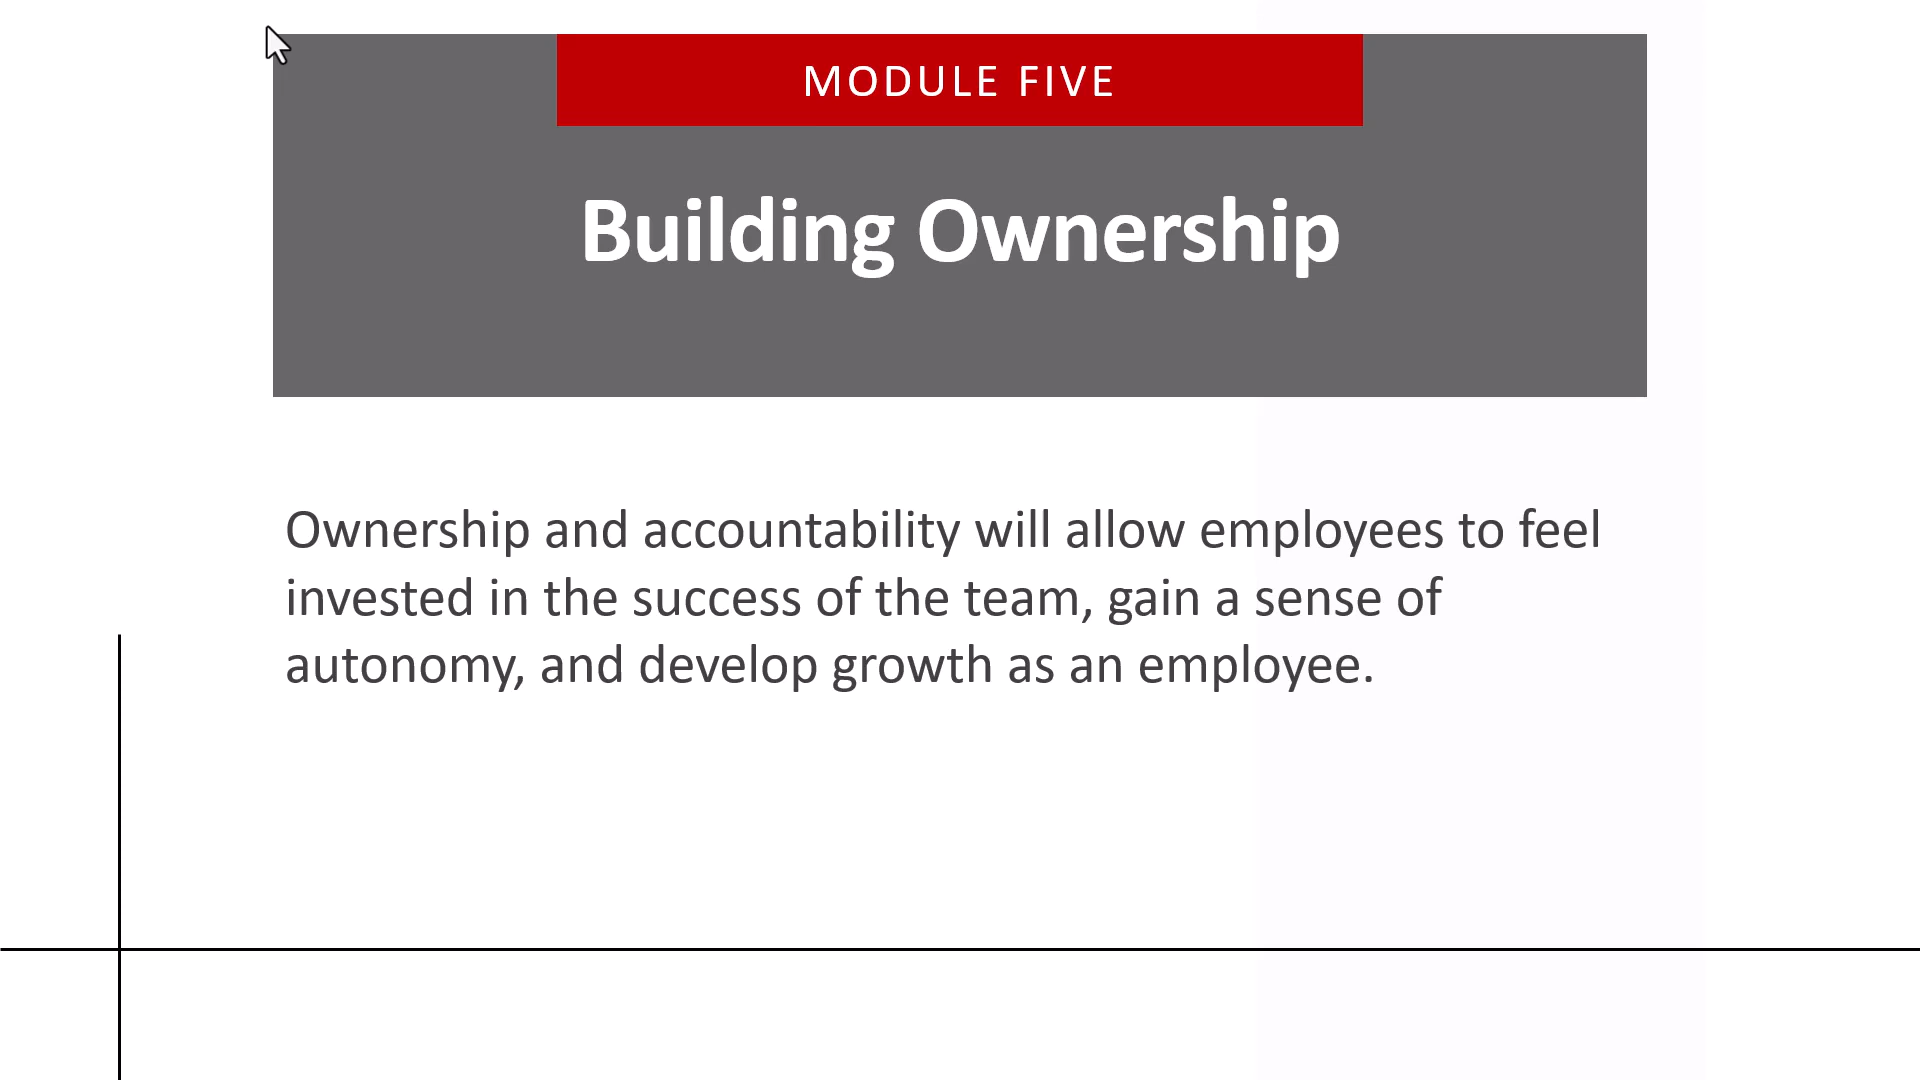 MODULE FIVE
Building Ownership
Ownership and accountability will allow employees to feel
invested in the success of the team, gain a sense of
autonomy, and develop growth as an employee.